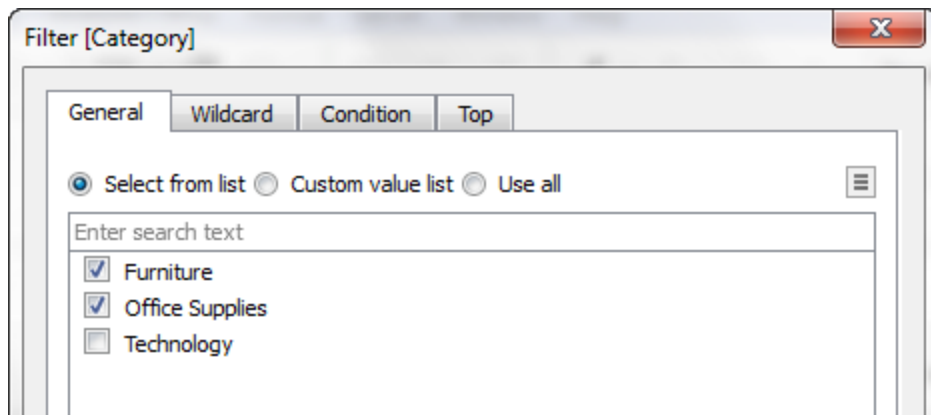 Filter [Category]
General Wildcard Condition Top
Select from list Custom value list Use all
Enter search text
Furniture
Office Supplies
Technology